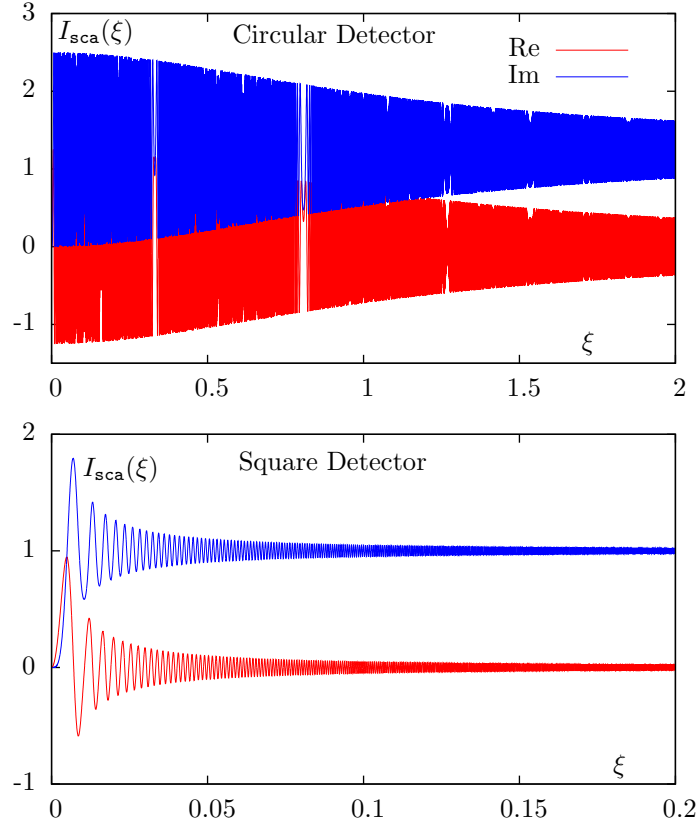 3
I_sca(ξ)
Circular Detector
Re
Im
2
1
0
-1
ξ
0 0.5 1 1.5 2
2
I_sca(ξ)
Square Detector
1
0
-1
ξ
0 0.05 0.1 0.15 0.2